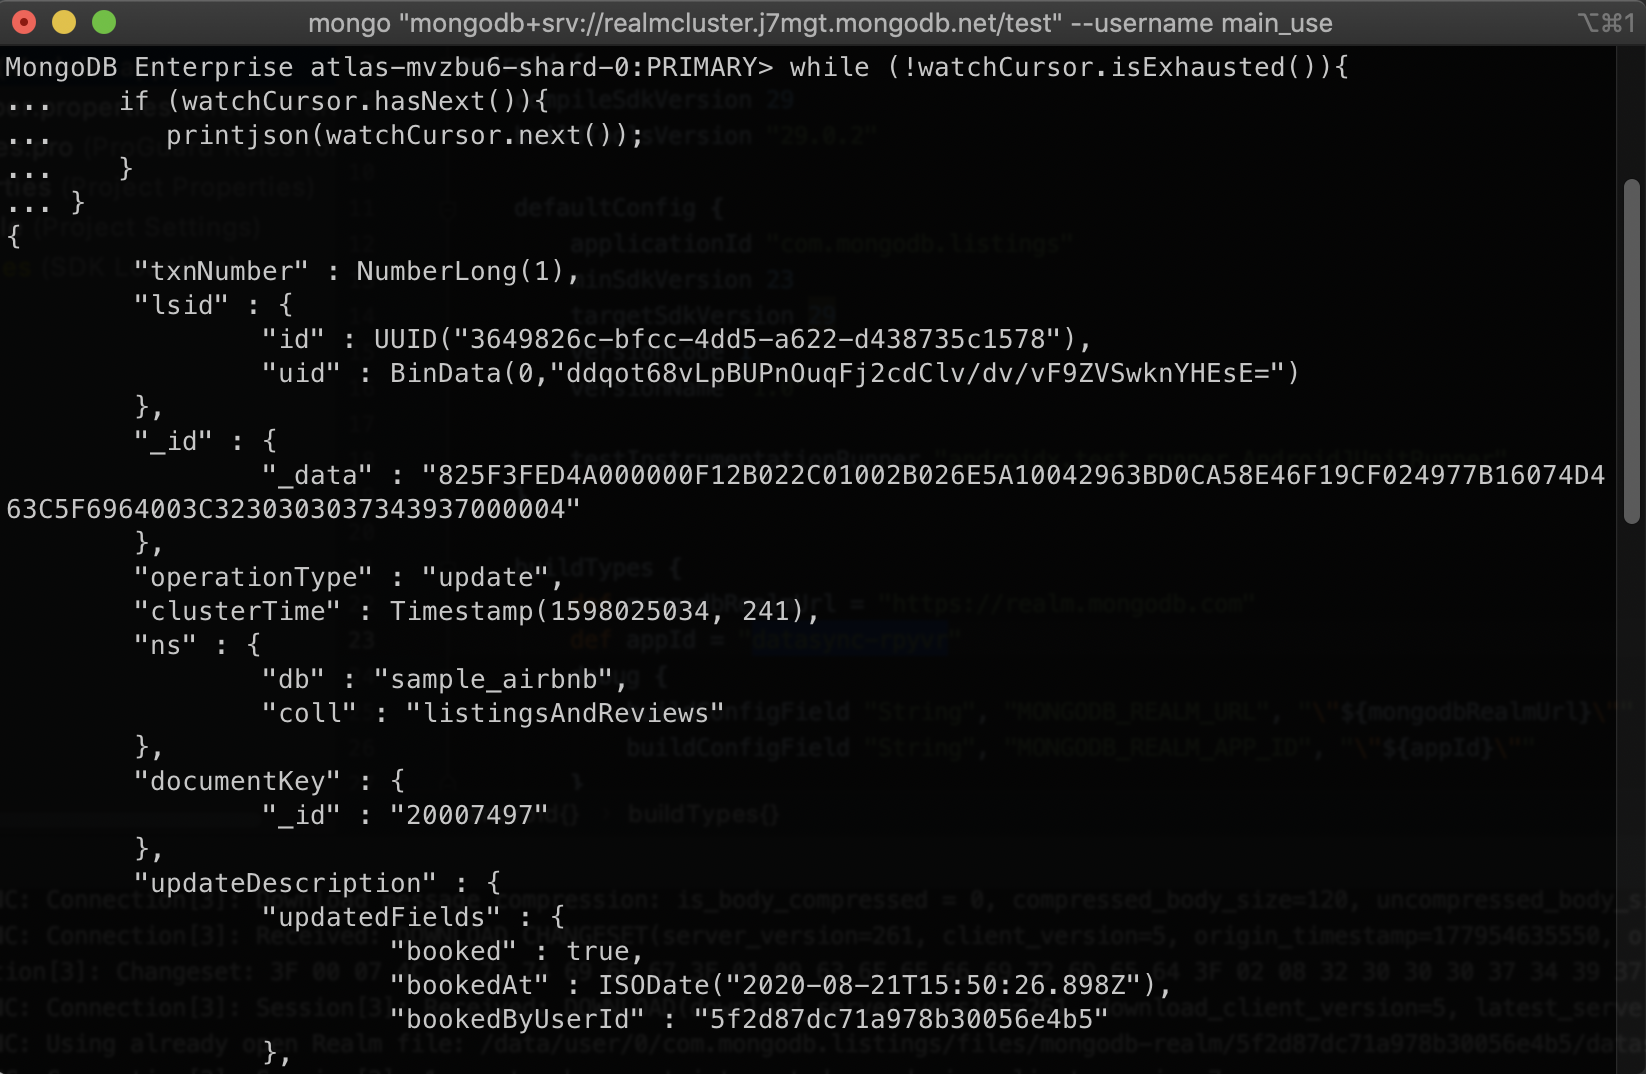 mongo "mongodb+srv://realmcluster.j7mgt.mongodb.net/test" --username main_use
⌥⌘1
MongoDB Enterprise atlas-mvzbu6-shard-0:PRIMARY> while (!watchCursor.isExhausted()){
...    if (watchCursor.hasNext()){
...       printjson(watchCursor.next());
...    }
... }
{
        "txnNumber" : NumberLong(1),
        "lsid" : {
                "id" : UUID("3649826c-bfcc-4dd5-a622-d438735c1578"),
                "uid" : BinData(0,"ddqot68vLpBUPnOuqFj2cdClv/dv/vF9ZVSwknYHEsE=")
        },
        "_id" : {
                "_data" : "825F3FED4A000000F12B022C01002B026E5A10042963BD0CA58E46F19CF024977B16074D4
63C5F6964003C3230303037343937000004"
        },
        "operationType" : "update",
        "clusterTime" : Timestamp(1598025034, 241),
        "ns" : {
                "db" : "sample_airbnb",
                "coll" : "listingsAndReviews"
        },
        "documentKey" : {
                "_id" : "20007497"
        },
        "updateDescription" : {
                "updatedFields" : {
                        "booked" : true,
                        "bookedAt" : ISODate("2020-08-21T15:50:26.898Z"),
                        "bookedByUserId" : "5f2d87dc71a978b30056e4b5"
                },